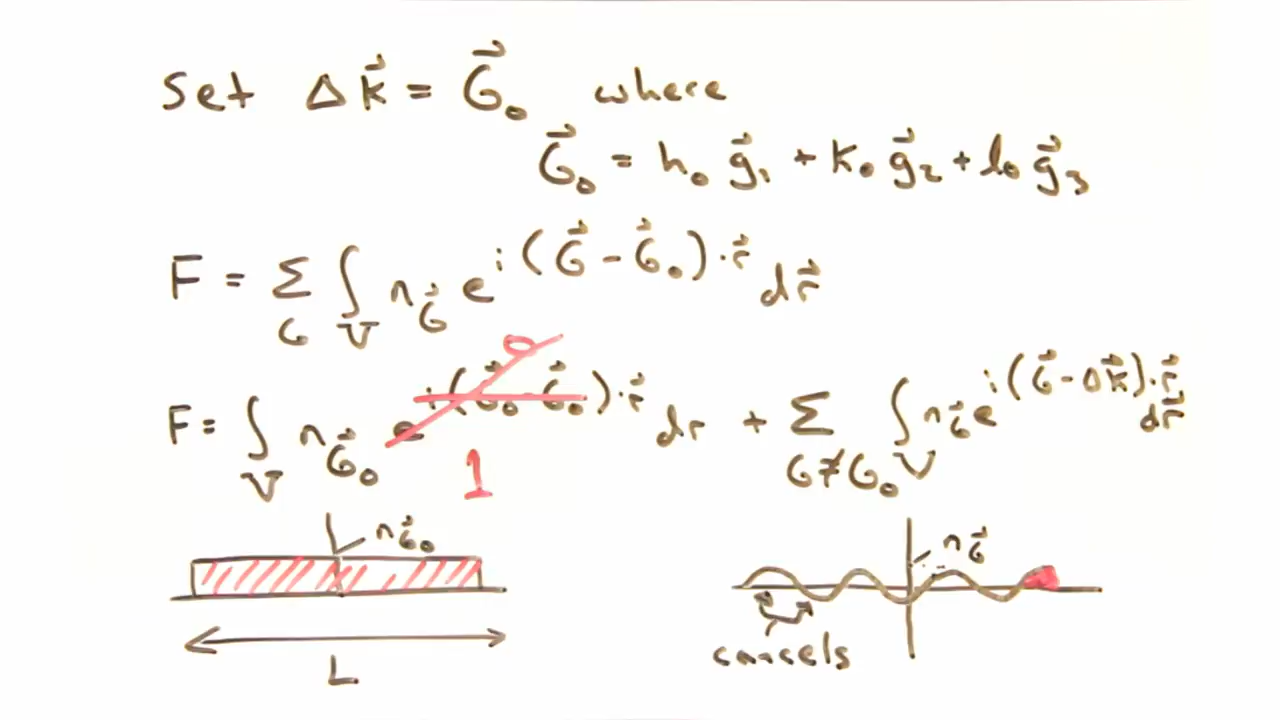 Set Δk⃗ = G⃗₀ where
G⃗₀ = h₀ g⃗₁ + k₀ g⃗₂ + l₀ g⃗₃
F = Σ_G ∫_V n_G⃗ e^{i(G⃗ - G⃗₀)·r⃗} dr⃗
F = ∫_V n_G⃗₀ e^{i(G⃗₀ - G⃗₀)·r⃗} dr + Σ_{G≠G₀} ∫_V n_G⃗ e^{i(G⃗ - Δk⃗)·r⃗} dr⃗
0
1
n_G⃗₀
n_G⃗
L
cancels